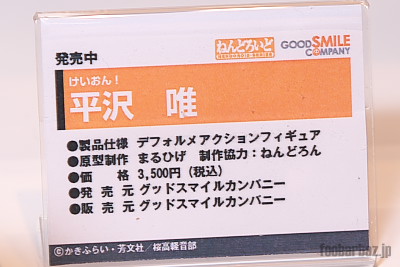 発売中
ねんどろいど
NENDOROID SERIES
GOOD SMILE
COMPANY
けいおん！
平沢 唯
●製品仕様 デフォルメアクションフィギュア
●原型制作 まるひげ 制作協力：ねんどろん
●価 格 3,500円（税込）
●発 売 元 グッドスマイルカンパニー
●販 売 元 グッドスマイルカンパニー
©かきふらい・芳文社／桜高軽音部
foobarbaz.jp